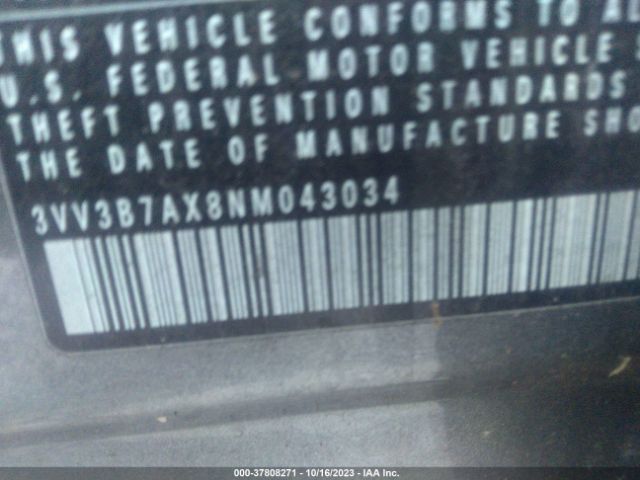 THIS VEHICLE CONFORMS TO
U.S. FEDERAL MOTOR VEHICLE
THEFT PREVENTION STANDARDS
THE DATE OF MANUFACTURE
3VV3B7AX8NM043034
000-37808271 - 10/16/2023 - IAA Inc.